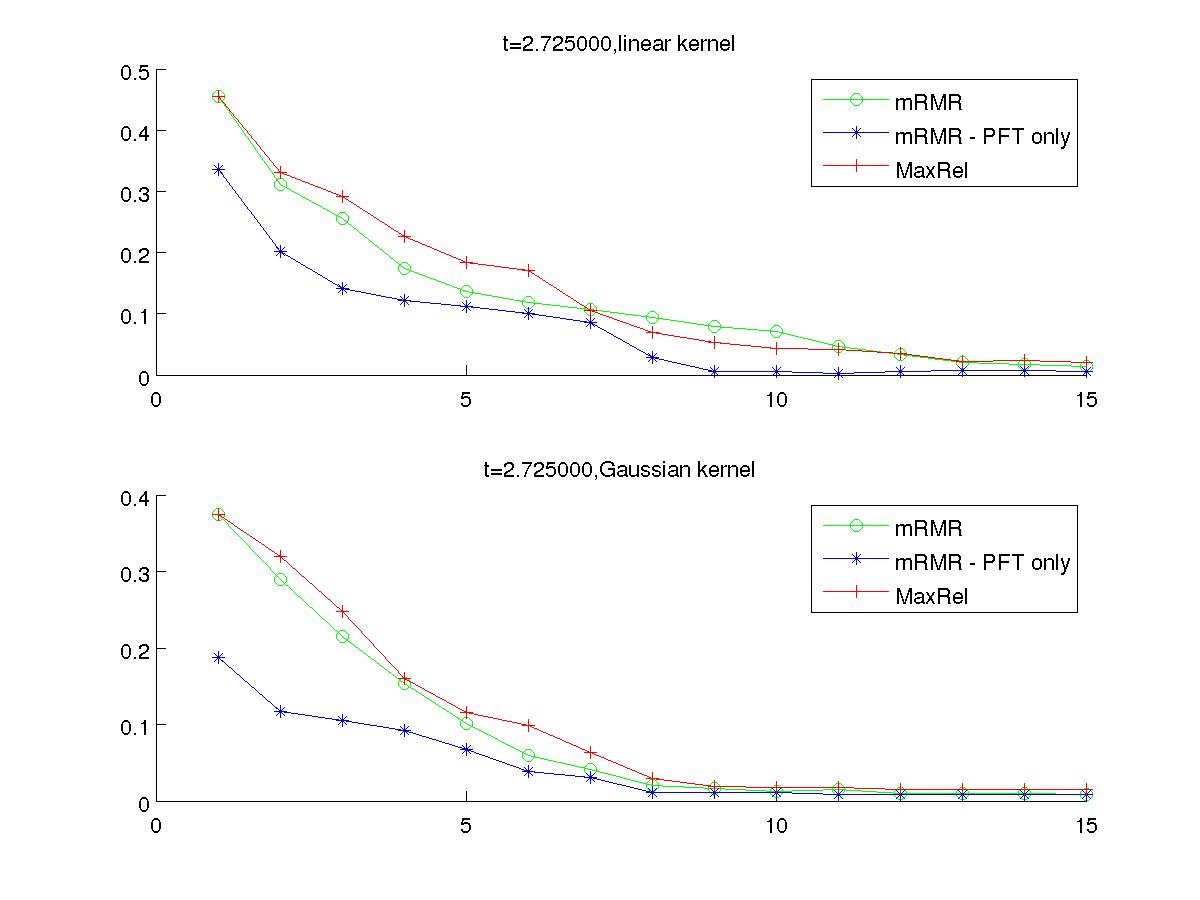 t=2.725000,linear kernel
0.5
0.4
0.3
0.2
0.1
0
0 5 10 15
mRMR
mRMR - PFT only
MaxRel
t=2.725000,Gaussian kernel
0.4
0.3
0.2
0.1
0
0 5 10 15
mRMR
mRMR - PFT only
MaxRel